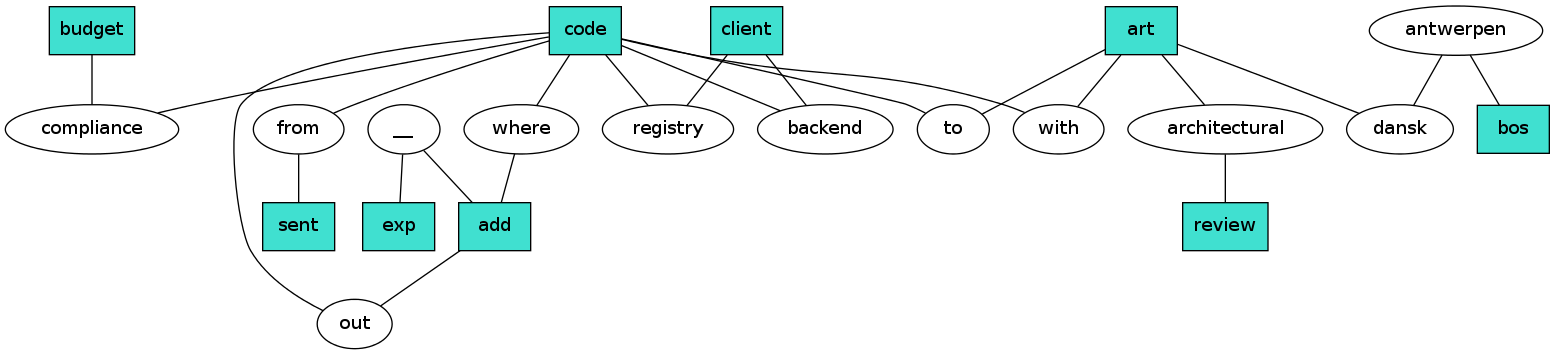 budget
code
client
art
antwerpen
compliance
from
__
where
registry
backend
to
with
architectural
dansk
bos
sent
exp
add
review
out